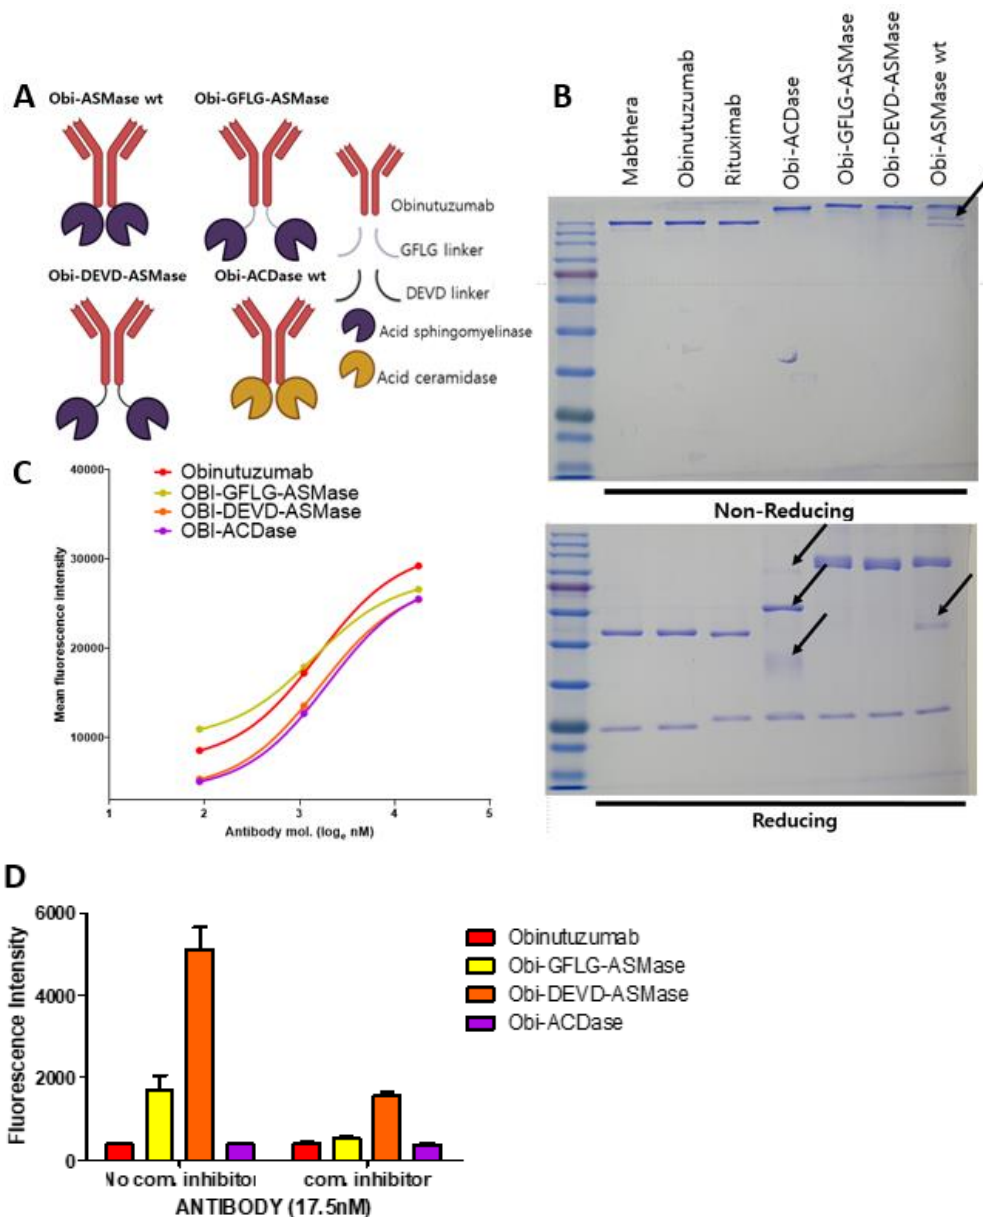 A
Obi-ASMase wt
Obi-GFLG-ASMase
Obinutuzumab
GFLG linker
Obi-DEVD-ASMase
Obi-ACDase wt
DEVD linker
Acid sphingomyelinase
Acid ceramidase
B
Mabthera
Obinutuzumab
Rituximab
Obi-ACDase
Obi-GFLG-ASMase
Obi-DEVD-ASMase
Obi-ASMase wt
Non-Reducing
Reducing
C
Obinutuzumab
OBI-GFLG-ASMase
OBI-DEVD-ASMase
OBI-ACDase
Mean fluorescence intensity
40000
30000
20000
10000
1 2 3 4 5
Antibody mol. (logₑ nM)
D
Fluorescence Intensity
6000
4000
2000
0
No com. inhibitor com. inhibitor
ANTIBODY (17.5nM)
Obinutuzumab
Obi-GFLG-ASMase
Obi-DEVD-ASMase
Obi-ACDase